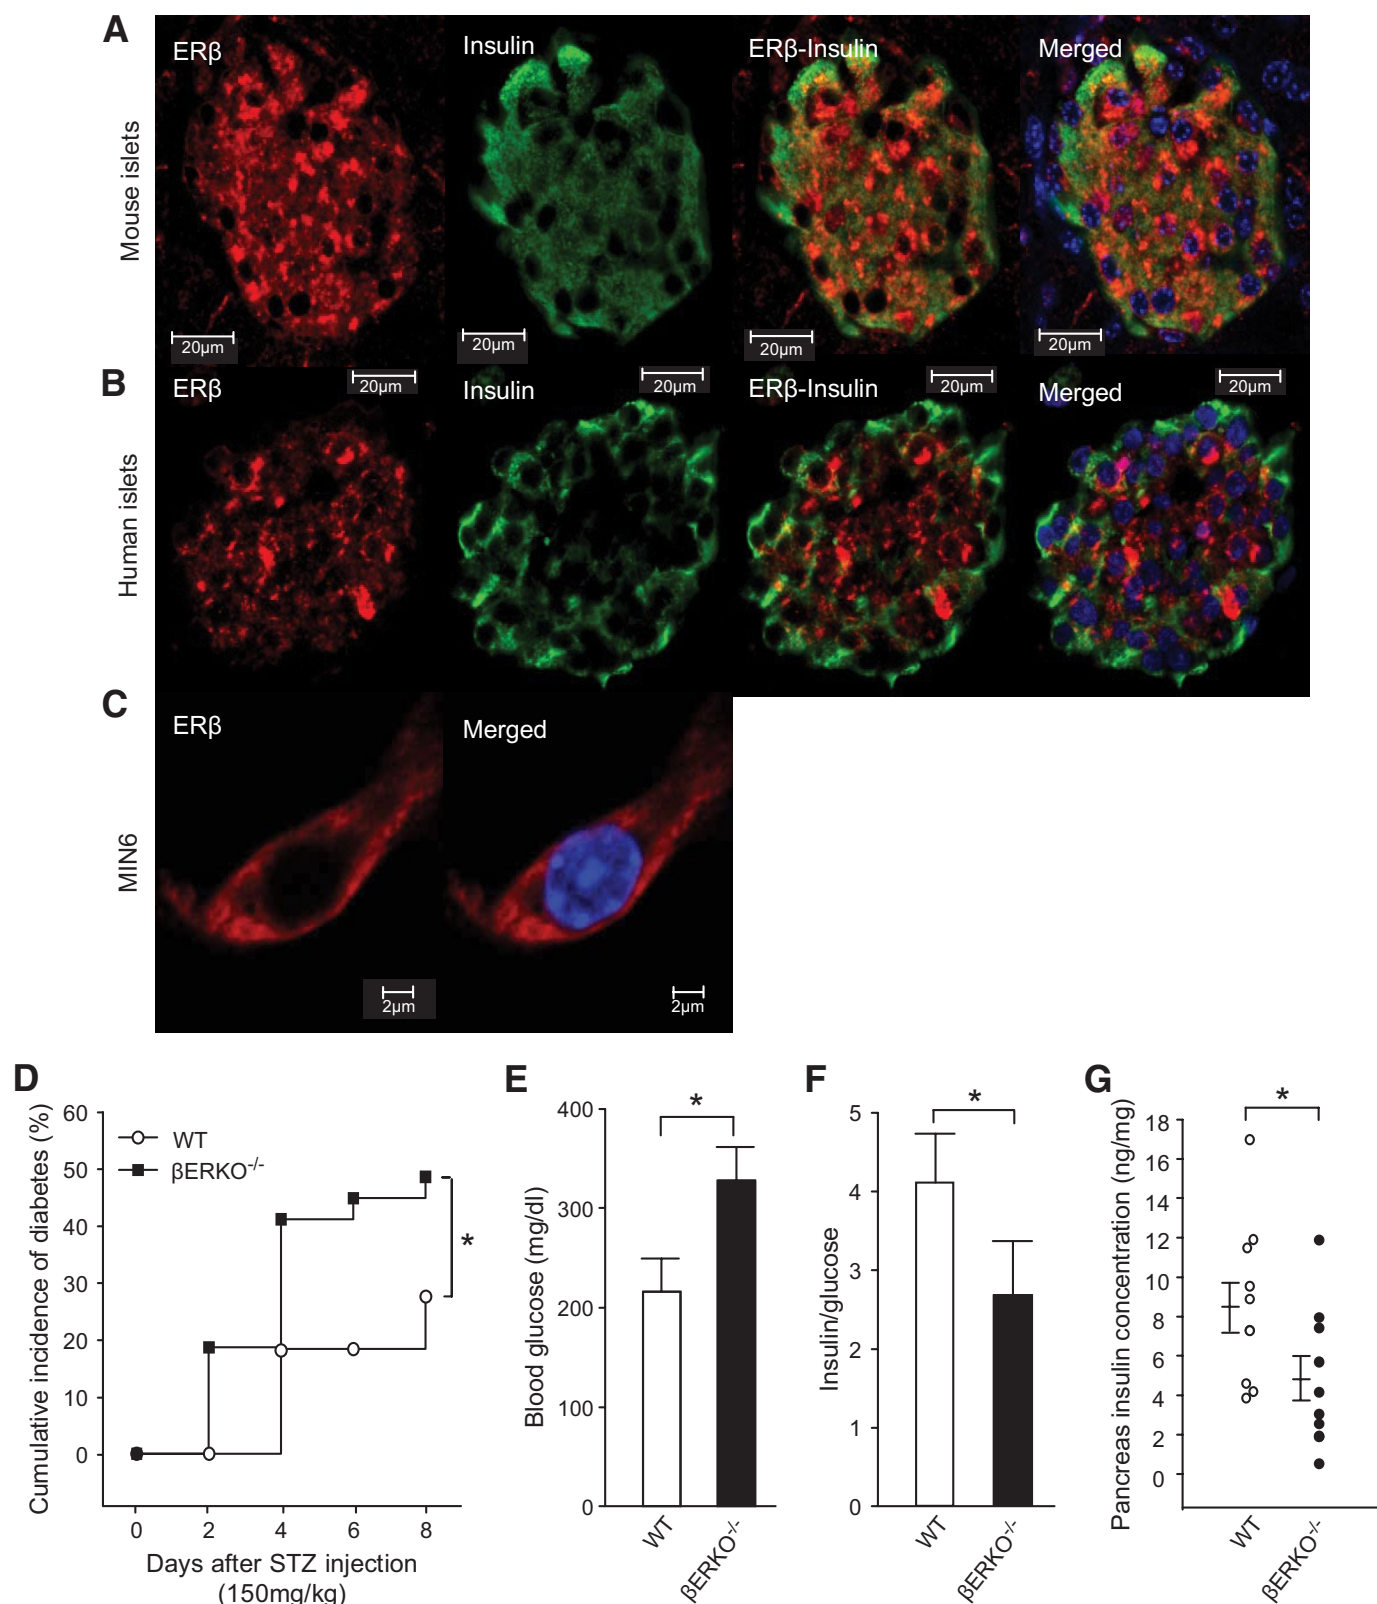 A
ERβ
Insulin
ERβ-Insulin
Merged
Mouse islets
20µm
20µm
20µm
20µm
B
ERβ
Insulin
ERβ-Insulin
Merged
20µm
20µm
20µm
20µm
Human islets
C
ERβ
Merged
MIN6
2µm
2µm
D
Cumulative incidence of diabetes (%)
60
50
40
30
20
10
0
WT
βERKO-/-
*
0 2 4 6 8
Days after STZ injection
(150mg/kg)
E
Blood glucose (mg/dl)
400
300
200
100
0
*
WT
βERKO-/-
F
Insulin/glucose
5
4
3
2
1
0
*
WT
βERKO-/-
G
Pancreas insulin concentration (ng/mg)
18
16
14
12
10
8
6
4
2
0
*
WT
βERKO-/-